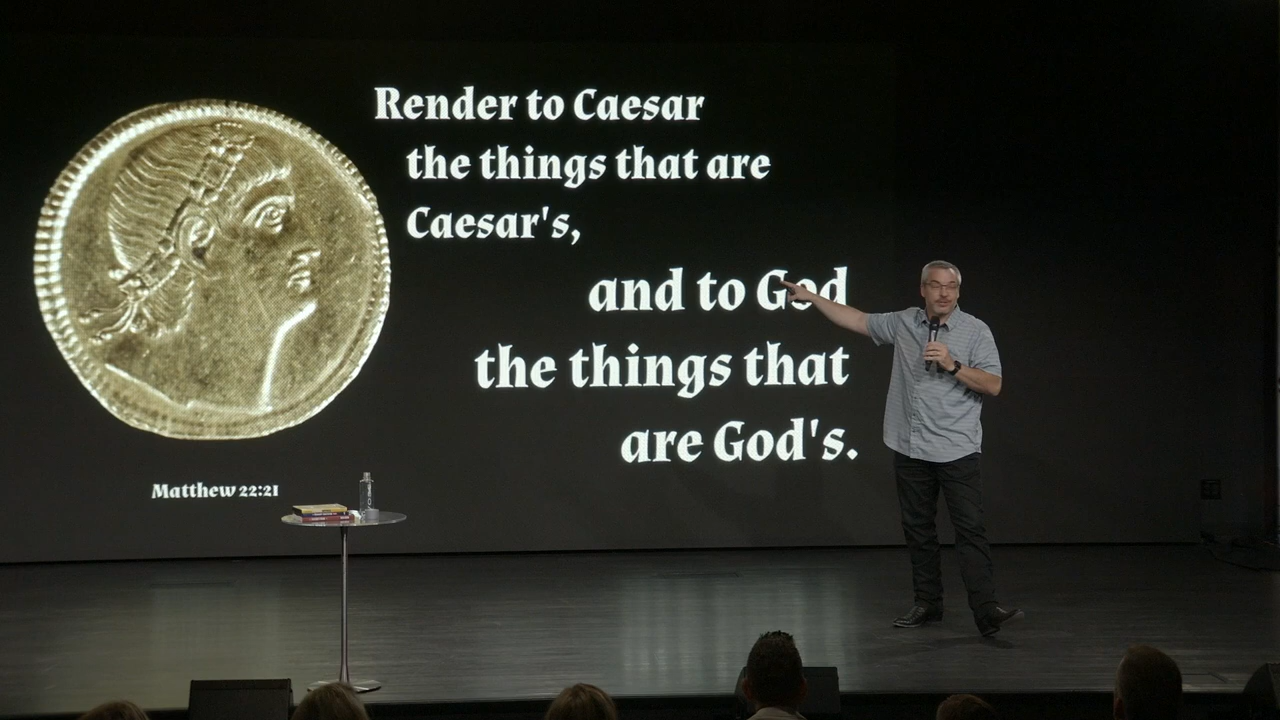 Render to Caesar
the things that are
Caesar's,
and to God
the things that
are God's.
Matthew 22:21